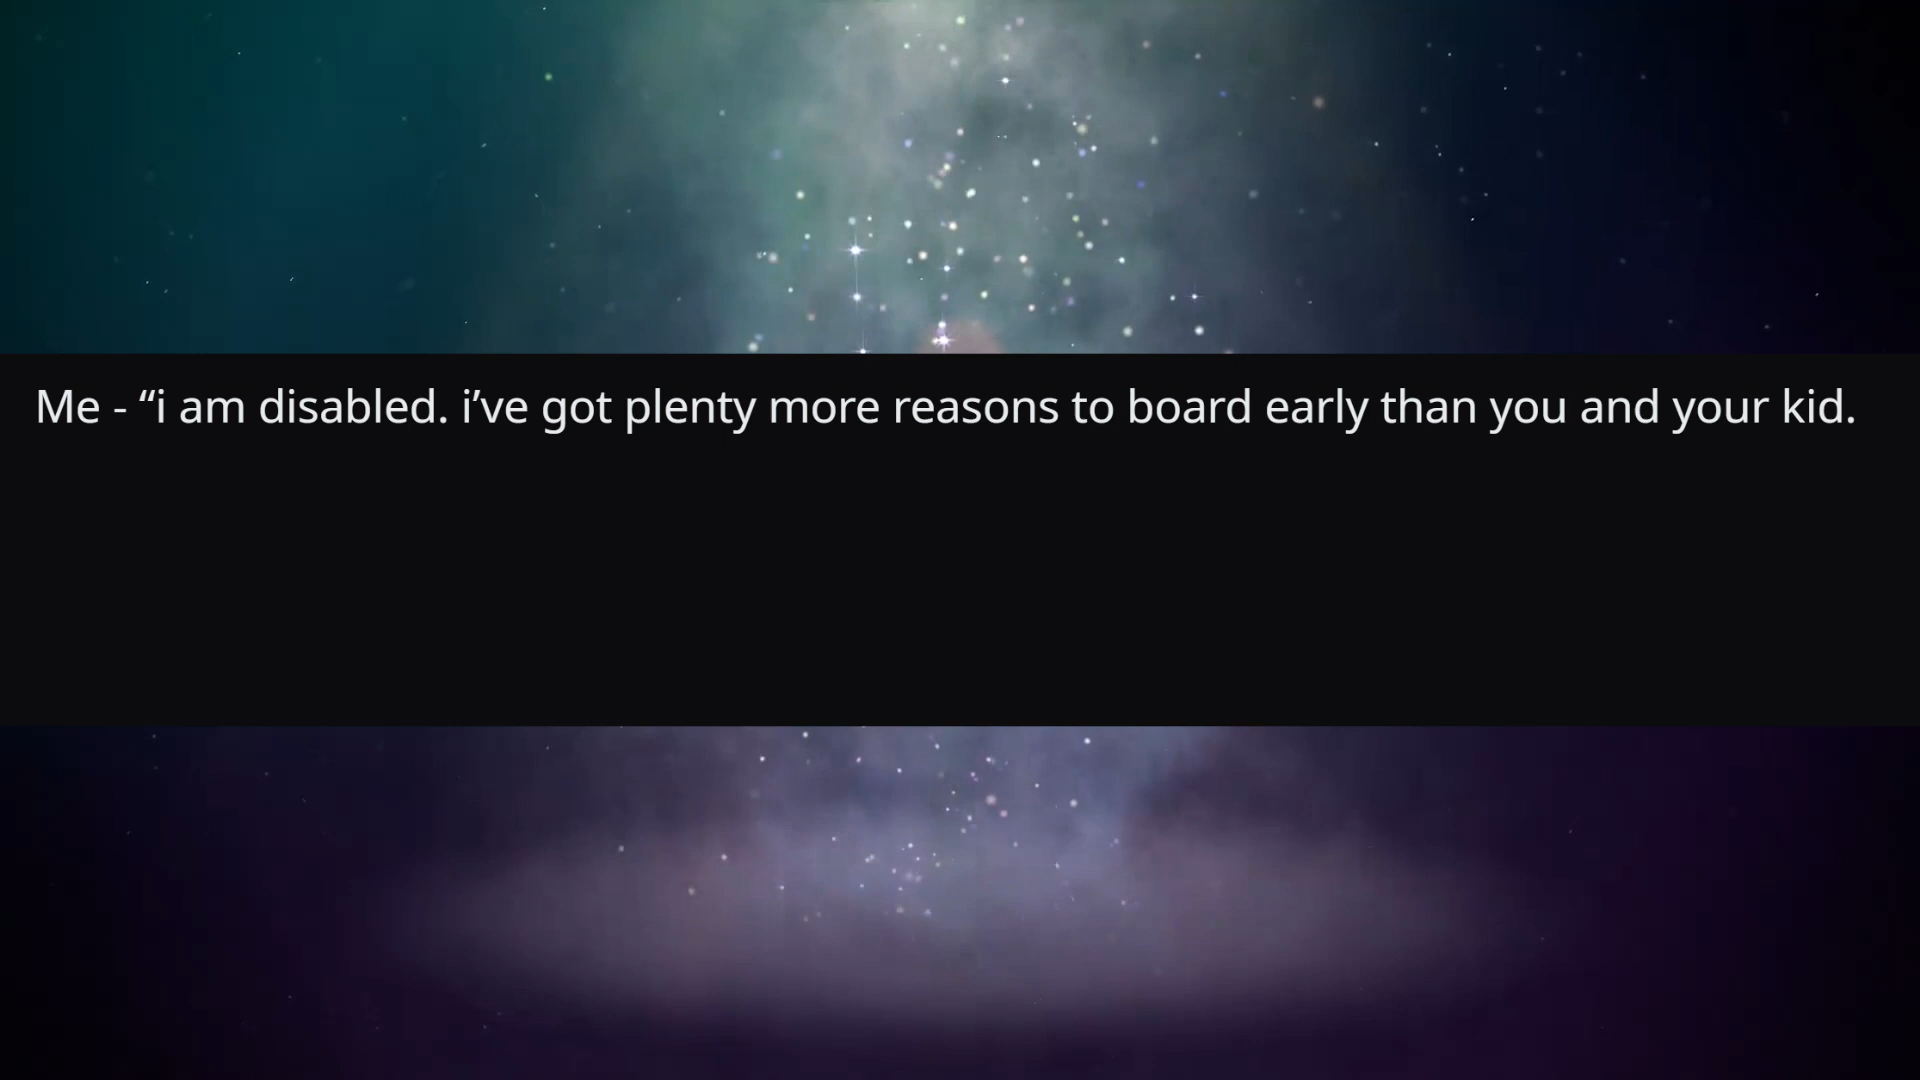 Me - “i am disabled. i’ve got plenty more reasons to board early than you and your kid.